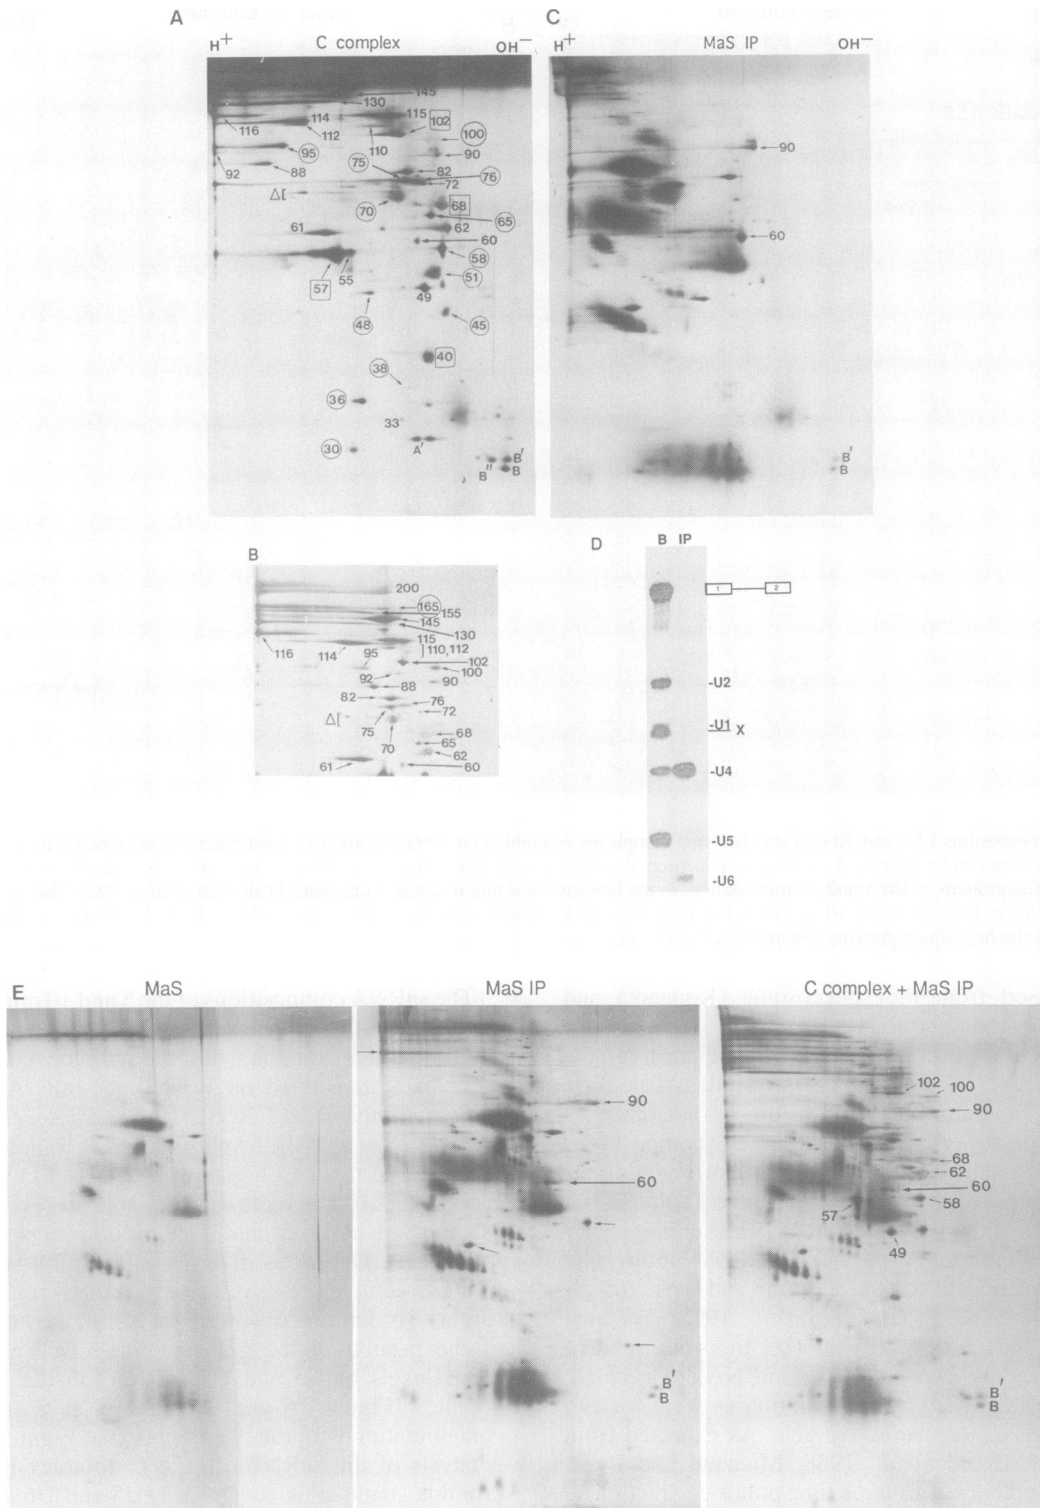 A
C complex
H+
OH−
145
130
116
114
115
112
102
110
100
95
90
75
92
88
82
76
72
Δ[
70
68
65
61
62
60
58
57
55
51
49
48
45
40
38
36
33
30
A'
B'
B"
B
C
MaS IP
H+
OH−
90
60
B'
B
B
200
165
155
145
130
115
]110,112
116
114
95
102
100
92
90
88
82
76
72
Δ[
75
70
68
65
62
61
60
D
B IP
1 2
-U2
-U1
X
-U4
-U5
-U6
E
MaS
MaS IP
90
60
B'
B
C complex + MaS IP
102
100
90
68
62
60
58
57
49
B'
B